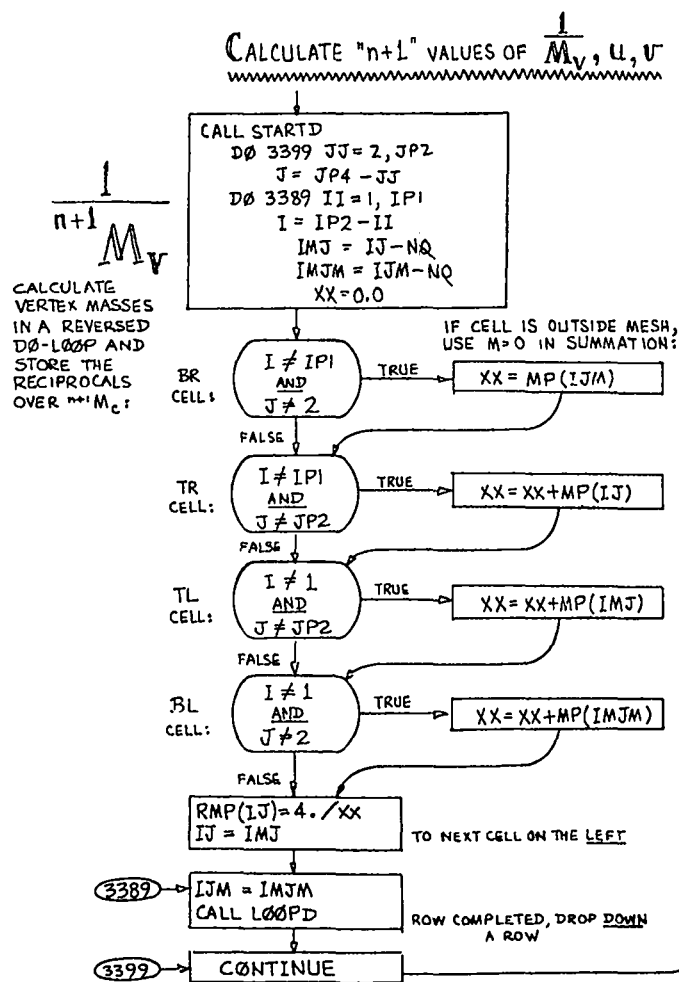 CALCULATE "n+1" VALUES OF 1/Mv, u, v
CALL STARTD
DØ 3399 JJ = 2, JP2
J = JP4 - JJ
DØ 3389 II = 1, IP1
I = IP2 - II
IMJ = IJ - NQ
IMJM = IJM - NQ
XX = 0.0
1
n+1 Mv
CALCULATE
VERTEX MASSES
IN A REVERSED
DØ-LØØP AND
STORE THE
RECIPROCALS
OVER n+1Mc:
IF CELL IS OUTSIDE MESH,
USE M=0 IN SUMMATION:
BR
CELL:
I ≠ IP1
AND
J ≠ 2
TRUE
XX = MP(IJM)
FALSE
TR
CELL:
I ≠ IP1
AND
J ≠ JP2
TRUE
XX = XX+MP(IJ)
FALSE
TL
CELL:
I ≠ 1
AND
J ≠ JP2
TRUE
XX = XX+MP(IMJ)
FALSE
BL
CELL:
I ≠ 1
AND
J ≠ 2
TRUE
XX = XX+MP(IMJM)
FALSE
RMP(IJ) = 4./XX
IJ = IMJ
TO NEXT CELL ON THE LEFT
3389
IJM = IMJM
CALL LØØPD
ROW COMPLETED, DROP DOWN
A ROW
3399
CØNTINUE